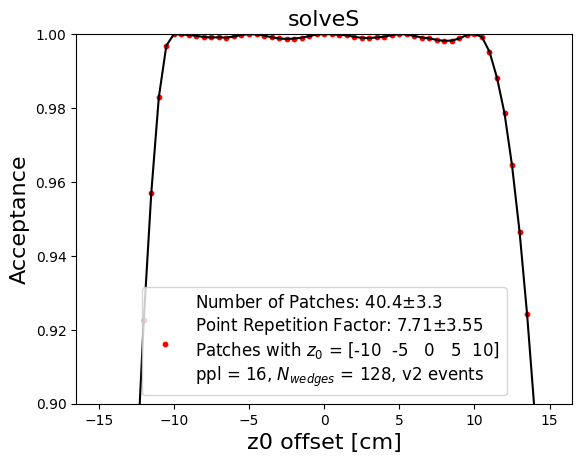 solveS
Acceptance
1.00
0.98
0.96
0.94
0.92
0.90
Number of Patches: 40.4±3.3
Point Repetition Factor: 7.71±3.55
Patches with z₀ = [-10 -5 0 5 10]
ppl = 16, N_wedges = 128, v2 events
−15 −10 −5 0 5 10 15
z0 offset [cm]